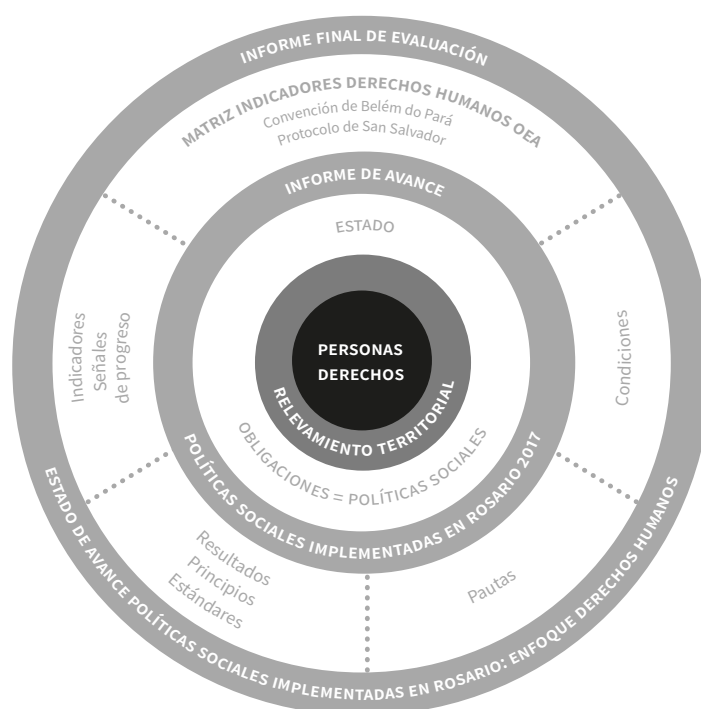 INFORME FINAL DE EVALUACIÓN
MATRIZ INDICADORES DERECHOS HUMANOS OEA
Convención de Belém do Pará
Protocolo de San Salvador
INFORME DE AVANCE
ESTADO
PERSONAS
DERECHOS
RELEVAMIENTO TERRITORIAL
OBLIGACIONES = POLÍTICAS SOCIALES
POLÍTICAS SOCIALES IMPLEMENTADAS EN ROSARIO 2017
Indicadores
Señales
de progreso
Condiciones
Resultados
Principios
Estándares
Pautas
ESTADO DE AVANCE POLÍTICAS SOCIALES IMPLEMENTADAS EN ROSARIO: ENFOQUE DERECHOS HUMANOS